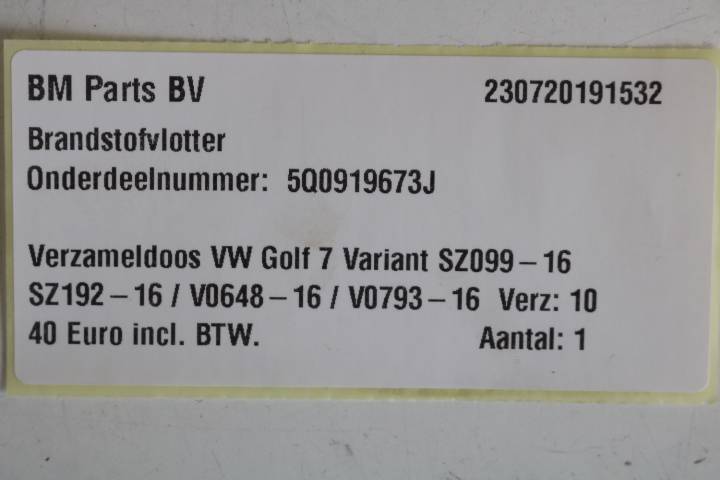 BM Parts BV 230720191532
Brandstofvlotter
Onderdeelnummer: 5Q0919673J
Verzameldoos VW Golf 7 Variant SZ099-16
SZ192-16 / V0648-16 / V0793-16 Verz: 10
40 Euro incl. BTW. Aantal: 1